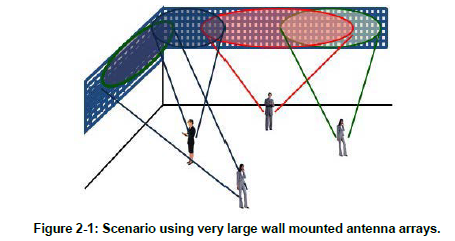 Figure 2-1: Scenario using very large wall mounted antenna arrays.